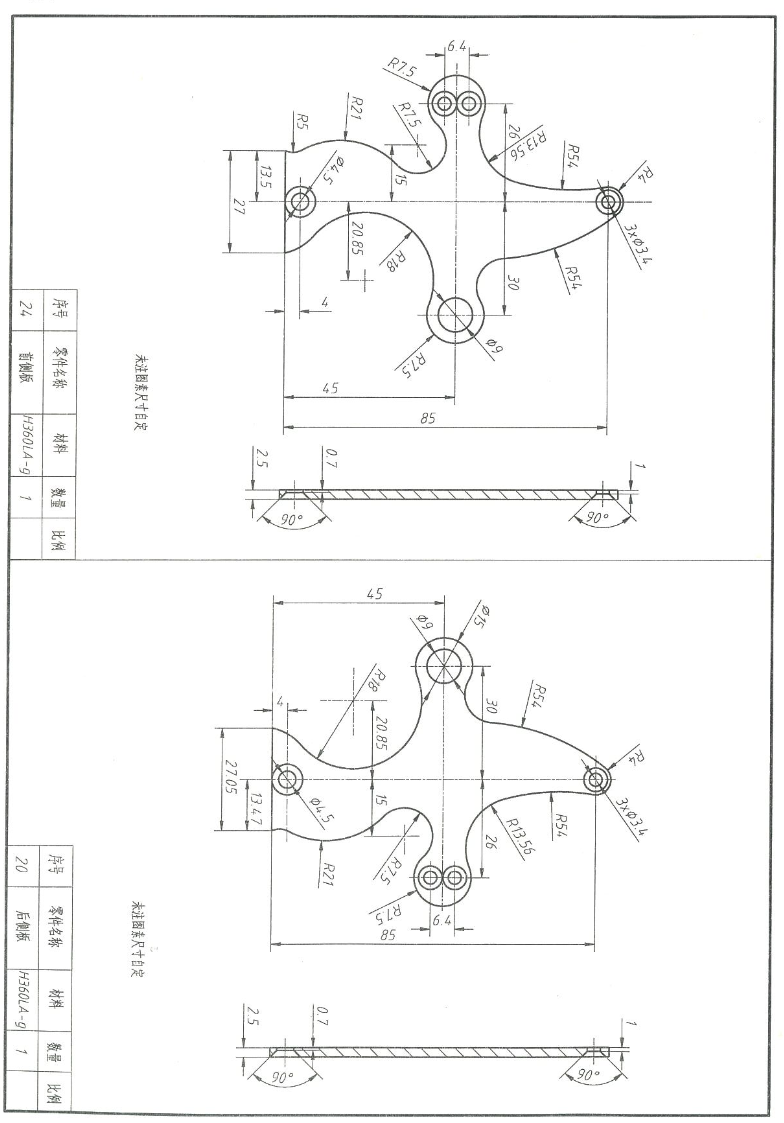 6.4
R7.5
R7.5
R21
R5
26
R13.56
R54
R4
Φ4.5
15
13.5
27
3xΦ3.4
20.85
R18
30
R54
4
Φ9
R7.5
45
85
未注图素尺寸自定
2.5
0.7
1
90°
90°
序号 零件名称 材料 数量 比例
24 前侧板 H360LA-g 1
45
Φ9
Φ15
R18
30
R54
4
20.85
R4
27.05
13.47
Φ4.5
15
3xΦ3.4
R54
R13.56
26
R7.5
R21
R7.5
6.4
85
未注图素尺寸自定
2.5
0.7
1
90°
90°
序号 零件名称 材料 数量 比例
20 后侧板 H360LA-g 1